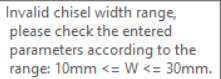 Invalid chisel width range,
please check the entered
parameters according to the
range: 10mm <= W <= 30mm.